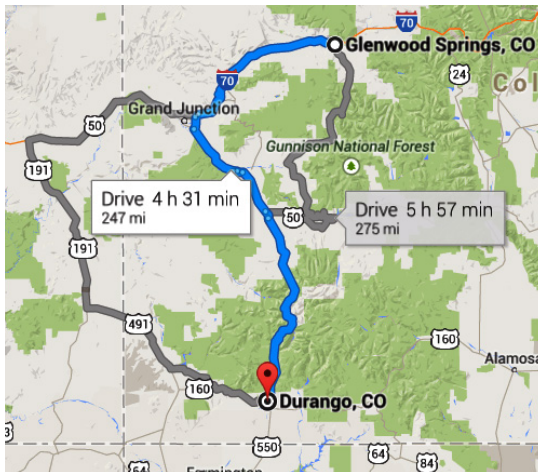 70
Glenwood Springs, CO
70
24
Col
Grand Junction
50
Gunnison National Forest
191
Drive 4 h 31 min
247 mi
50
Drive 5 h 57 min
275 mi
191
491
160
Alamosa
160
Durango, CO
550
64
64
84